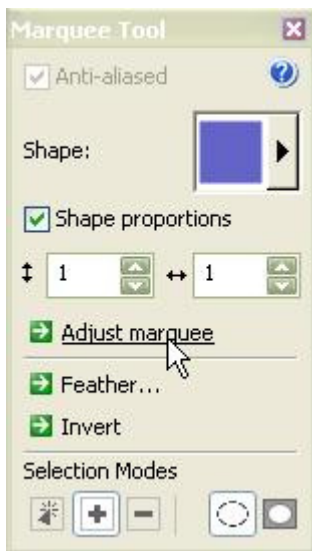 Marquee Tool
Anti-aliased
Shape:
Shape proportions
1 1
Adjust marquee
Feather...
Invert
Selection Modes